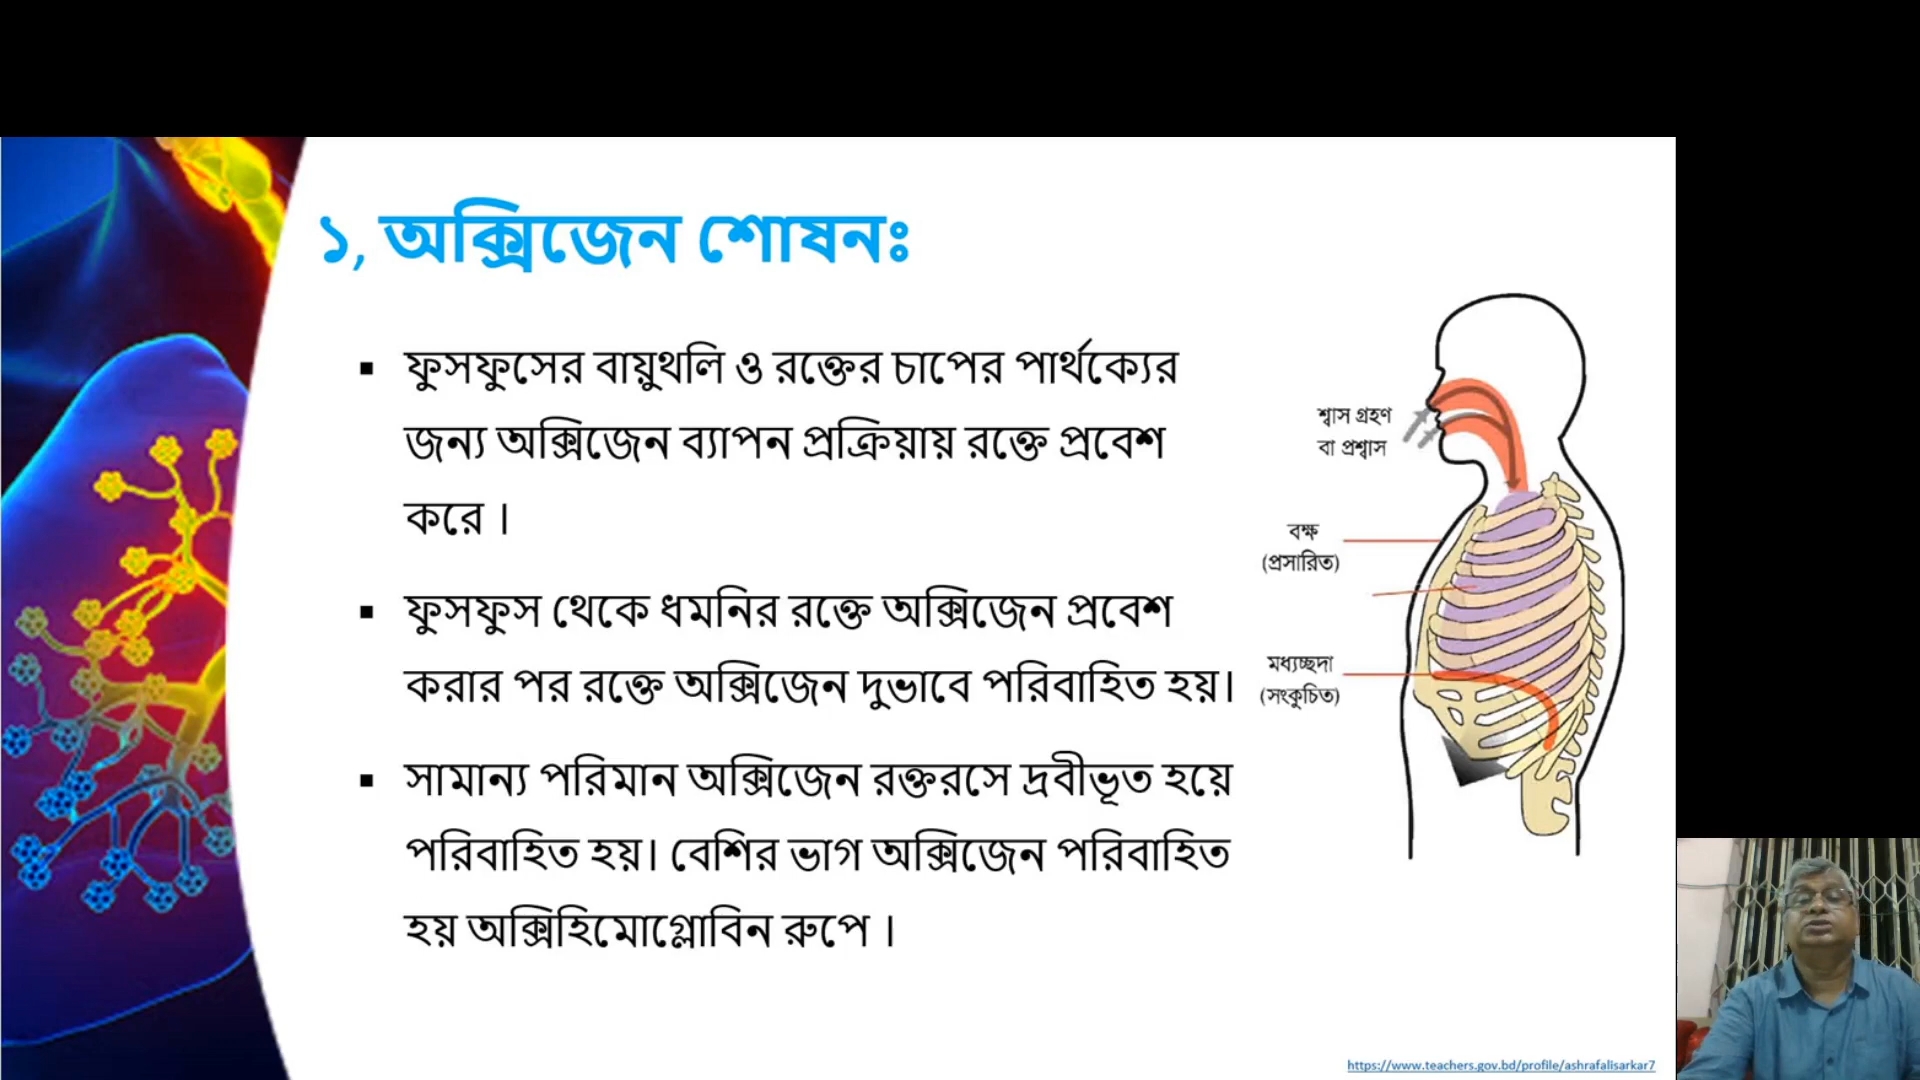 ১, অক্সিজেন শোষনঃ
▪ ফুসফুসের বায়ুথলি ও রক্তের চাপের পার্থক্যের
জন্য অক্সিজেন ব্যাপন প্রক্রিয়ায় রক্তে প্রবেশ
করে ।
▪ ফুসফুস থেকে ধমনির রক্তে অক্সিজেন প্রবেশ
করার পর রক্তে অক্সিজেন দুভাবে পরিবাহিত হয়।
▪ সামান্য পরিমান অক্সিজেন রক্তরসে দ্রবীভূত হয়ে
পরিবাহিত হয়। বেশির ভাগ অক্সিজেন পরিবাহিত
হয় অক্সিহিমোগ্লোবিন রুপে ।
শ্বাস গ্রহণ
বা প্রশ্বাস
বক্ষ
(প্রসারিত)
মধ্যচ্ছদা
(সংকুচিত)
https://www.teachers.gov.bd/profile/ashrafalisarkar7